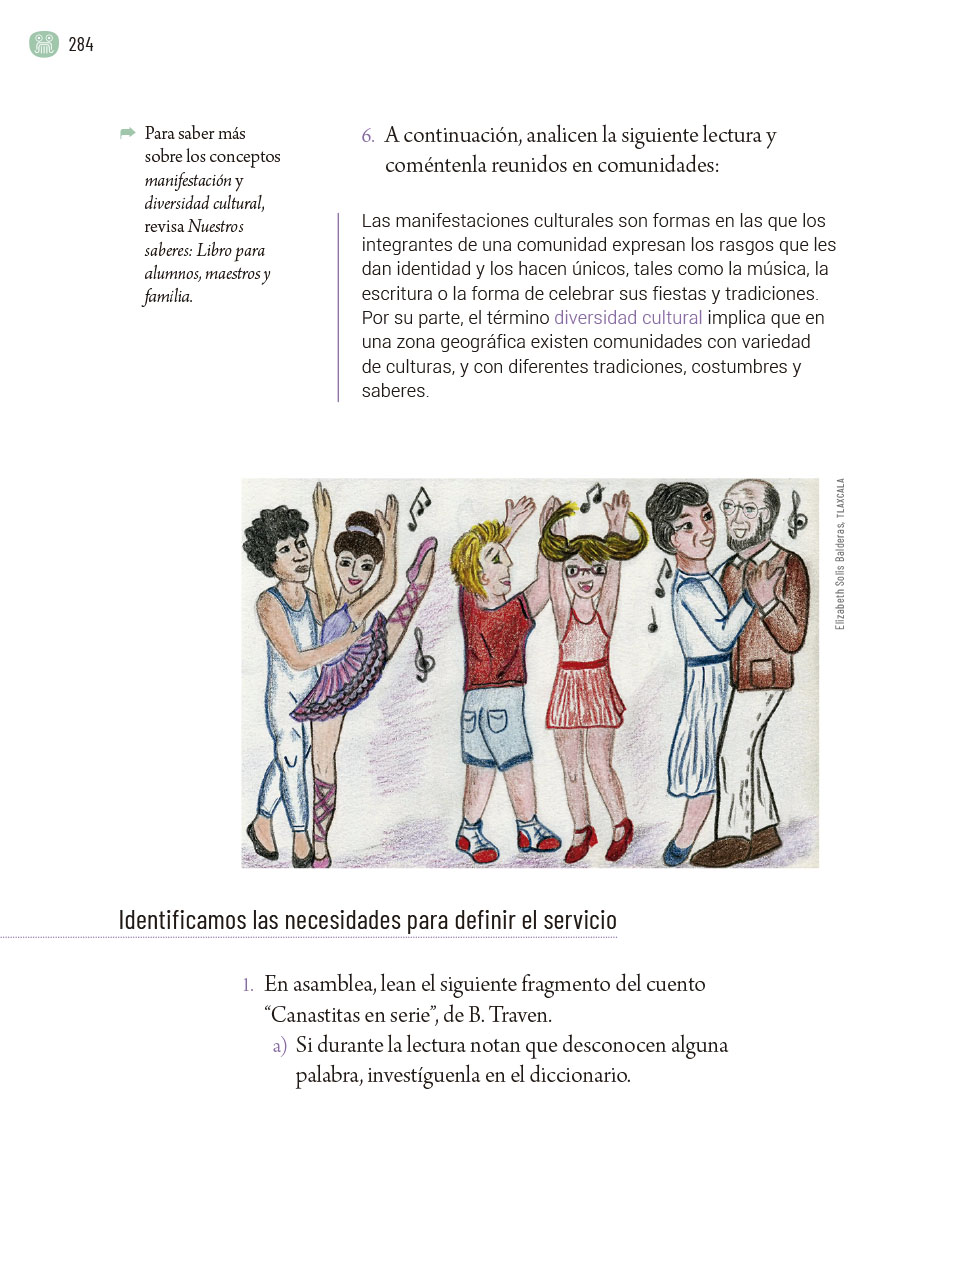 284
Para saber más
sobre los conceptos
manifestación y
diversidad cultural,
revisa Nuestros
saberes: Libro para
alumnos, maestros y
familia.
6. A continuación, analicen la siguiente lectura y
coméntenla reunidos en comunidades:
Las manifestaciones culturales son formas en las que los
integrantes de una comunidad expresan los rasgos que les
dan identidad y los hacen únicos, tales como la música, la
escritura o la forma de celebrar sus fiestas y tradiciones.
Por su parte, el término diversidad cultural implica que en
una zona geográfica existen comunidades con variedad
de culturas, y con diferentes tradiciones, costumbres y
saberes.
Elizabeth Solis Balderas, TLAXCALA
Identificamos las necesidades para definir el servicio
1. En asamblea, lean el siguiente fragmento del cuento
“Canastitas en serie”, de B. Traven.
a) Si durante la lectura notan que desconocen alguna
palabra, investíguenla en el diccionario.